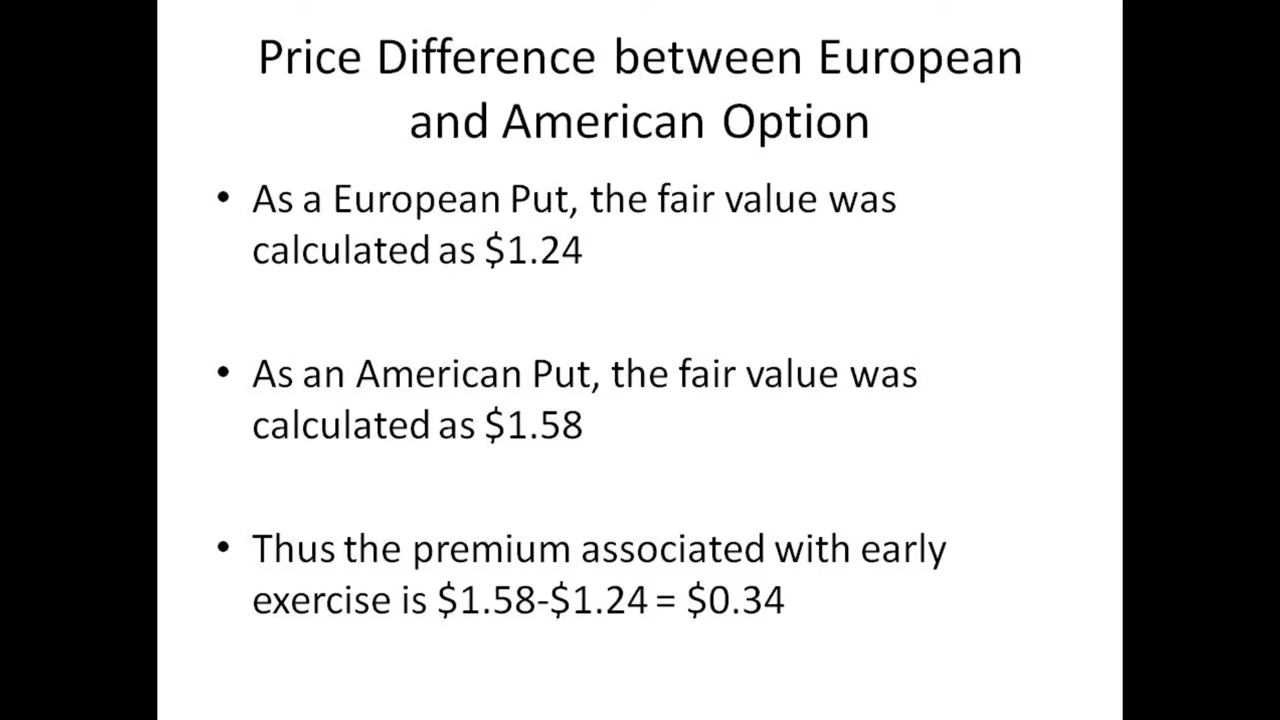 Price Difference between European
and American Option
• As a European Put, the fair value was
calculated as $1.24
• As an American Put, the fair value was
calculated as $1.58
• Thus the premium associated with early
exercise is $1.58-$1.24 = $0.34